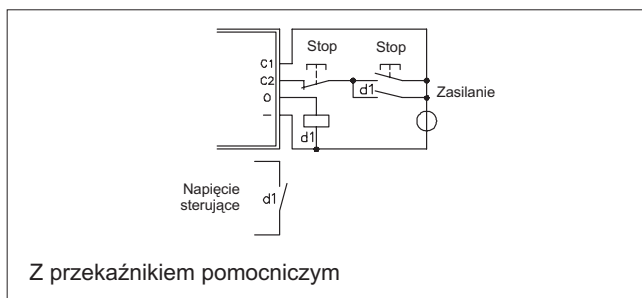 Stop Stop
C1
C2
d1
Zasilanie
O
–
d1
Napięcie
sterujące
d1
Z przekaźnikiem pomocniczym